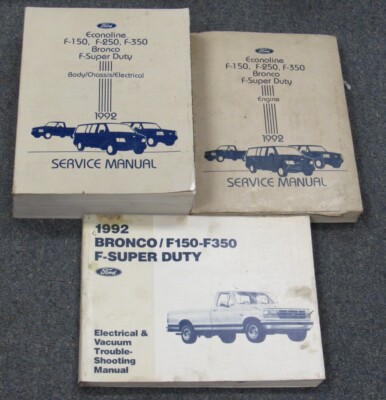 Ford
Econoline
F-150, F-250, F-350
Bronco
F-Super Duty
Body/Chassis/Electrical
1992
SERVICE MANUAL
Ford
Econoline
F-150, F-250, F-350
Bronco
F-Super Duty
Engine
1992
SERVICE MANUAL
1992
BRONCO/F150-F350
F-SUPER DUTY
Ford
Electrical &
Vacuum
Trouble-
Shooting
Manual